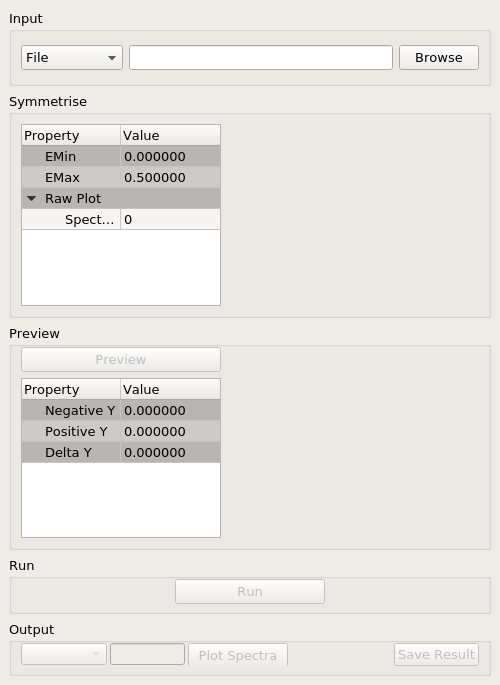 Input
File Browse
Symmetrise
Property Value
EMin 0.000000
EMax 0.500000
Raw Plot
Spect... 0
Preview
Preview
Property Value
Negative Y 0.000000
Positive Y 0.000000
Delta Y 0.000000
Run
Run
Output
Plot Spectra Save Result